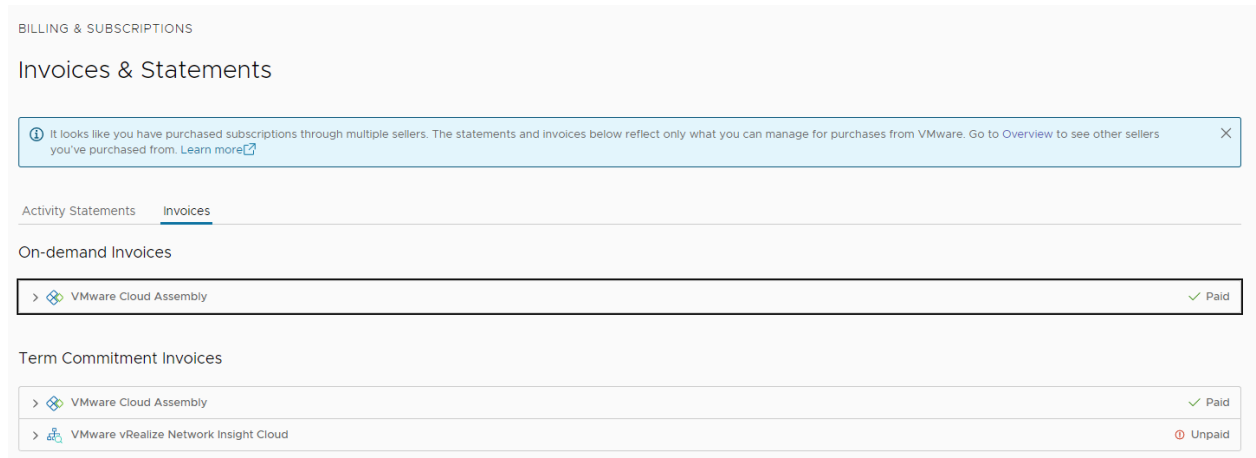 BILLING & SUBSCRIPTIONS
Invoices & Statements
It looks like you have purchased subscriptions through multiple sellers. The statements and invoices below reflect only what you can manage for purchases from VMware. Go to Overview to see other sellers
you've purchased from. Learn more
Activity Statements Invoices
On-demand Invoices
VMware Cloud Assembly Paid
Term Commitment Invoices
VMware Cloud Assembly Paid
VMware vRealize Network Insight Cloud Unpaid